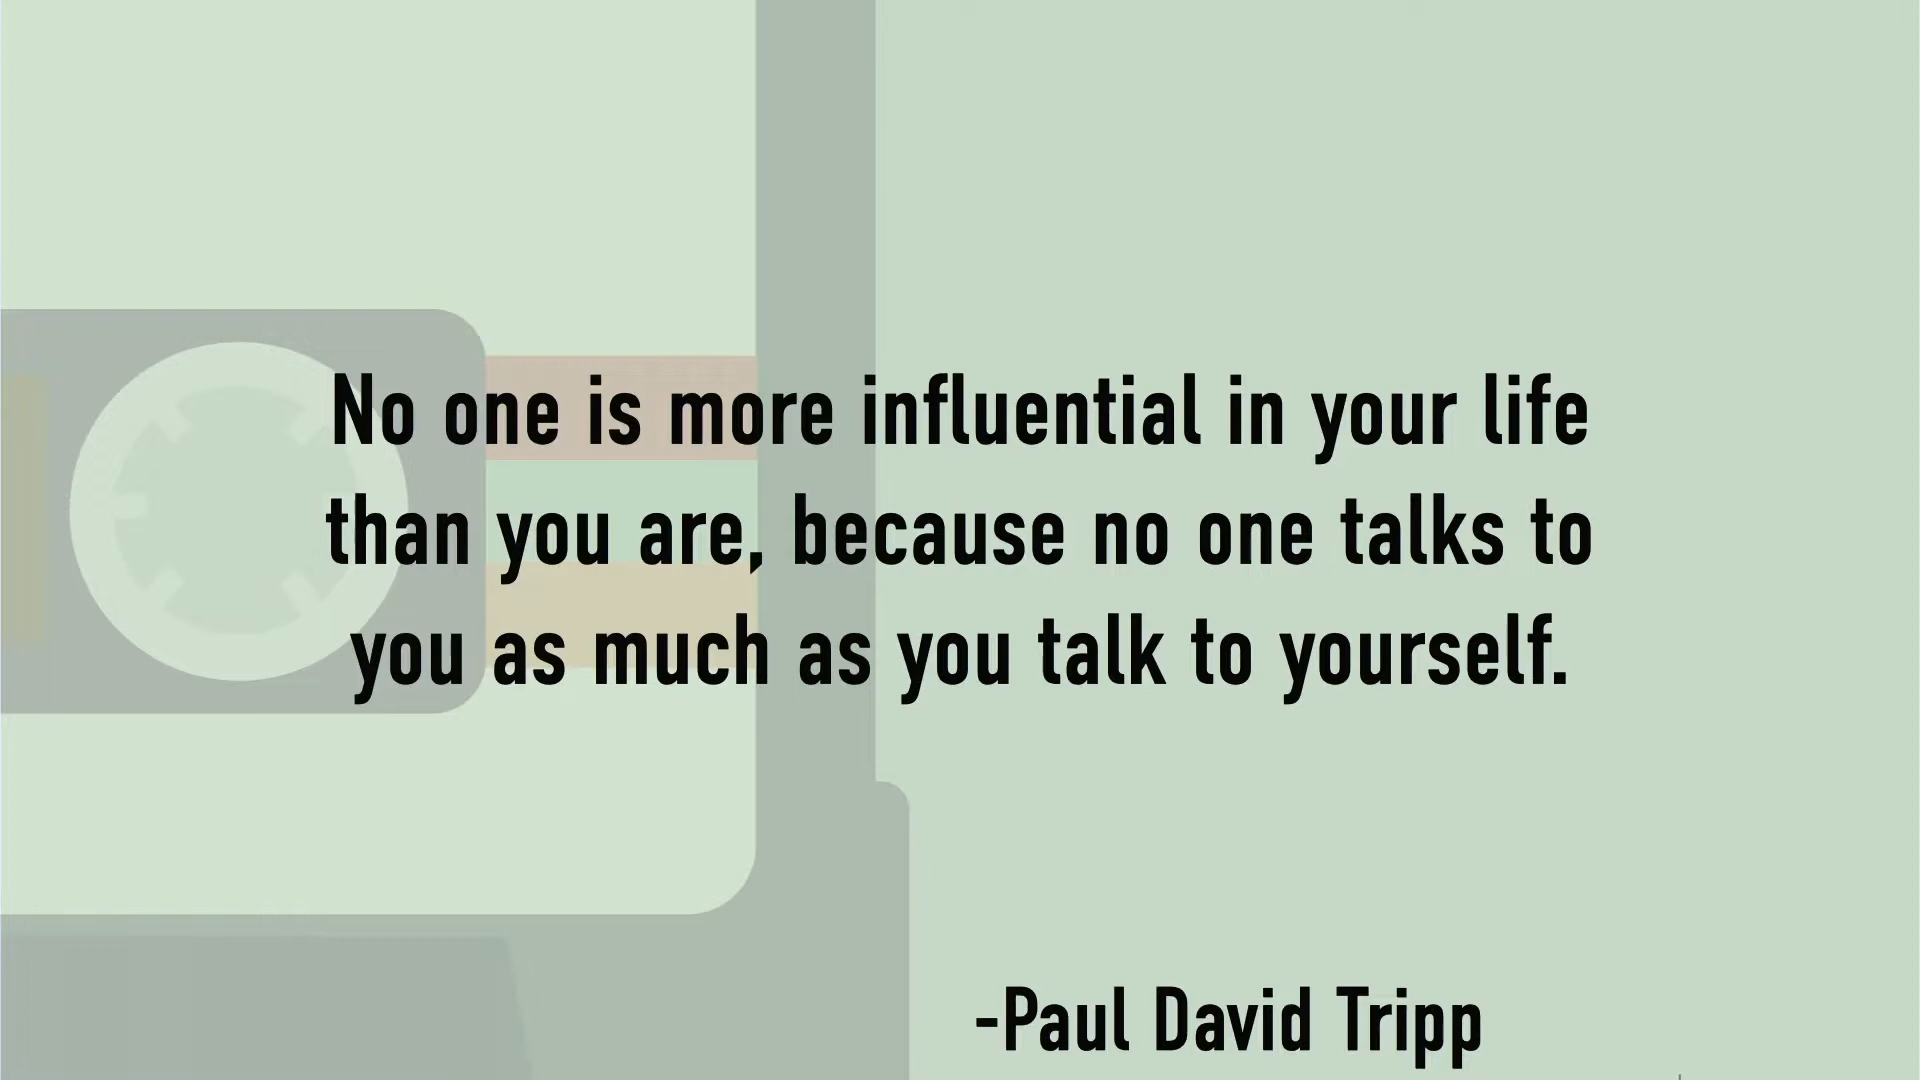 No one is more influential in your life
than you are, because no one talks to
you as much as you talk to yourself.
-Paul David Tripp